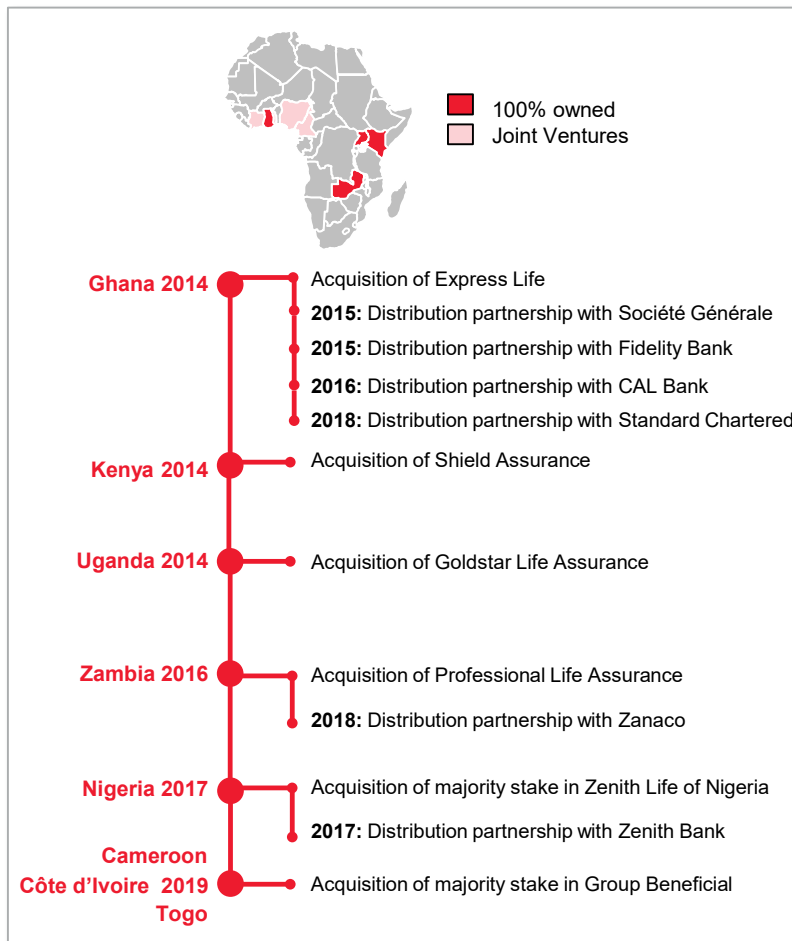 100% owned
Joint Ventures
Ghana 2014
Acquisition of Express Life
2015: Distribution partnership with Société Générale
2015: Distribution partnership with Fidelity Bank
2016: Distribution partnership with CAL Bank
2018: Distribution partnership with Standard Chartered
Kenya 2014
Acquisition of Shield Assurance
Uganda 2014
Acquisition of Goldstar Life Assurance
Zambia 2016
Acquisition of Professional Life Assurance
2018: Distribution partnership with Zanaco
Nigeria 2017
Acquisition of majority stake in Zenith Life of Nigeria
2017: Distribution partnership with Zenith Bank
Cameroon
Côte d’Ivoire 2019
Togo
Acquisition of majority stake in Group Beneficial